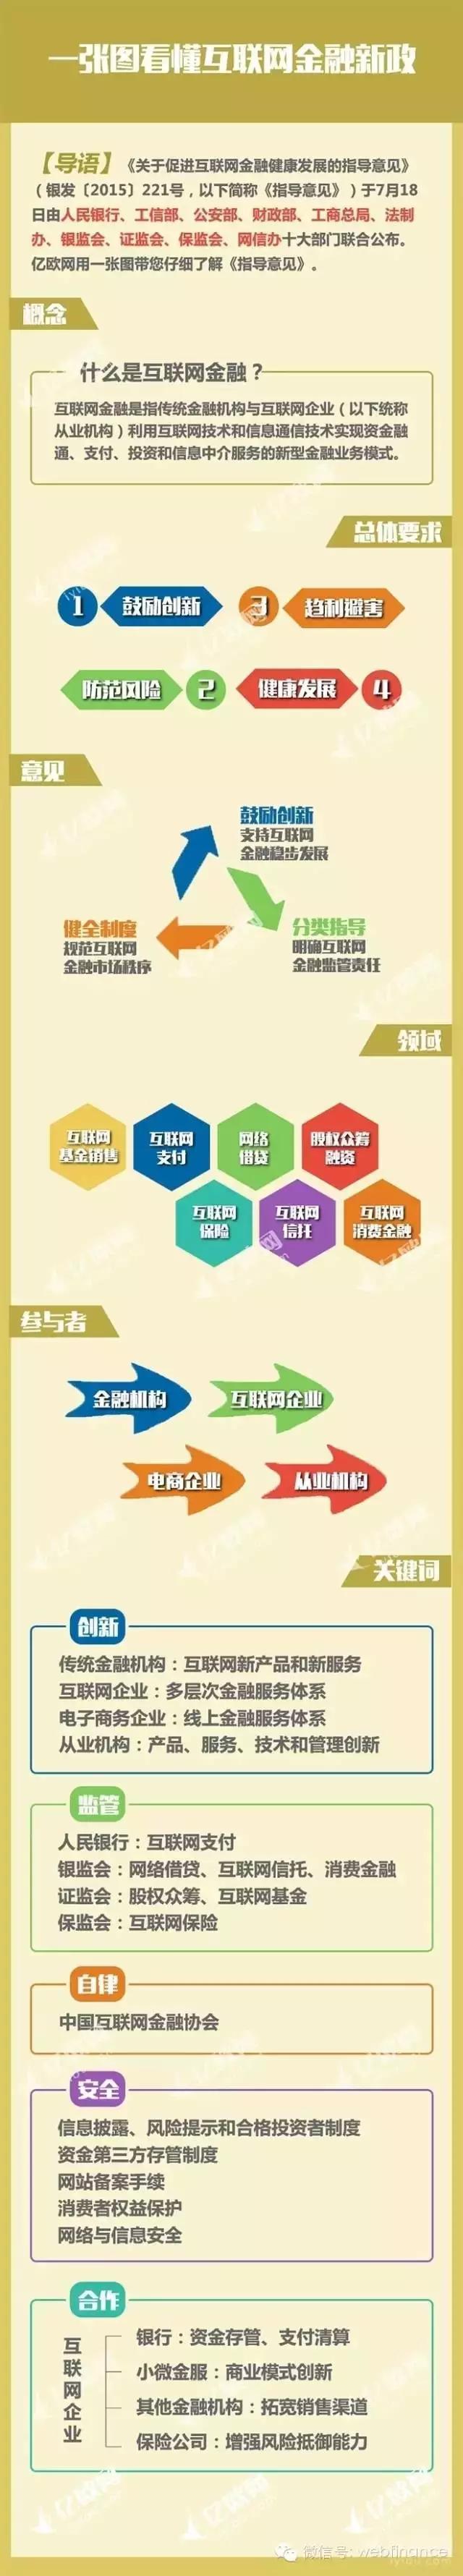 一张图看懂互联网金融新政
【导语】《关于促进互联网金融健康发展的指导意见》
（银发〔2015〕221号，以下简称《指导意见》）于7月18
日由人民银行、工信部、公安部、财政部、工商总局、法制
办、银监会、证监会、保监会、网信办十大部门联合公布。
亿欧网用一张图带您仔细了解《指导意见》。
概念
什么是互联网金融？
互联网金融是指传统金融机构与互联网企业（以下统称
从业机构）利用互联网技术和信息通信技术实现资金融
通、支付、投资和信息中介服务的新型金融业务模式。
总体要求
1 鼓励创新
3 趋利避害
防范风险 2
健康发展 4
意见
鼓励创新
支持互联网
金融稳步发展
健全制度
规范互联网
金融市场秩序
分类指导
明确互联网
金融监管责任
领域
互联网
基金销售
互联网
支付
网络
借贷
股权众筹
融资
互联网
保险
互联网
信托
互联网
消费金融
参与者
金融机构
互联网企业
电商企业
从业机构
关键词
创新
传统金融机构：互联网新产品和新服务
互联网企业：多层次金融服务体系
电子商务企业：线上金融服务体系
从业机构：产品、服务、技术和管理创新
监管
人民银行：互联网支付
银监会：网络借贷、互联网信托、消费金融
证监会：股权众筹、互联网基金
保监会：互联网保险
自律
中国互联网金融协会
安全
信息披露、风险提示和合格投资者制度
资金第三方存管制度
网站备案手续
消费者权益保护
网络与信息安全
合作
互联网企业
银行：资金存管、支付清算
小微金服：商业模式创新
其他金融机构：拓宽销售渠道
保险公司：增强风险抵御能力
亿欧网
微信号: webfinance